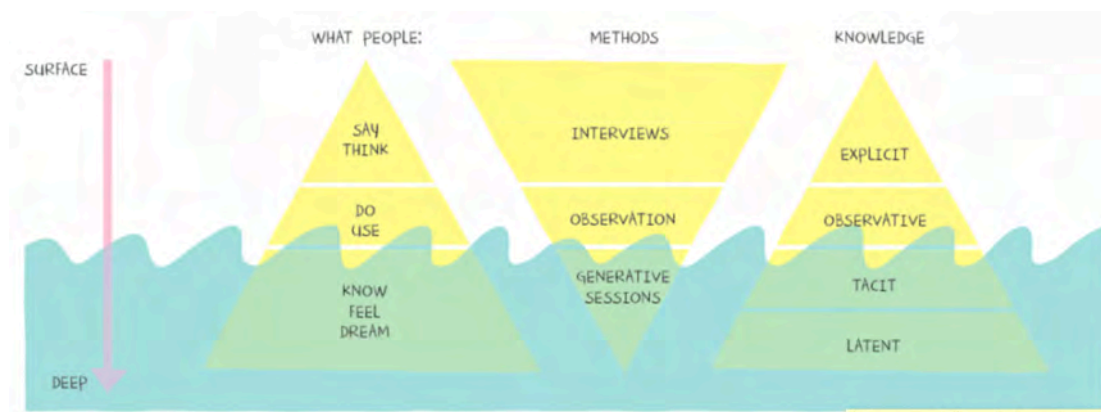 WHAT PEOPLE:
METHODS
KNOWLEDGE
SURFACE
SAY
THINK
INTERVIEWS
EXPLICIT
DO
USE
OBSERVATION
OBSERVATIVE
KNOW
FEEL
DREAM
GENERATIVE
SESSIONS
TACIT
LATENT
DEEP